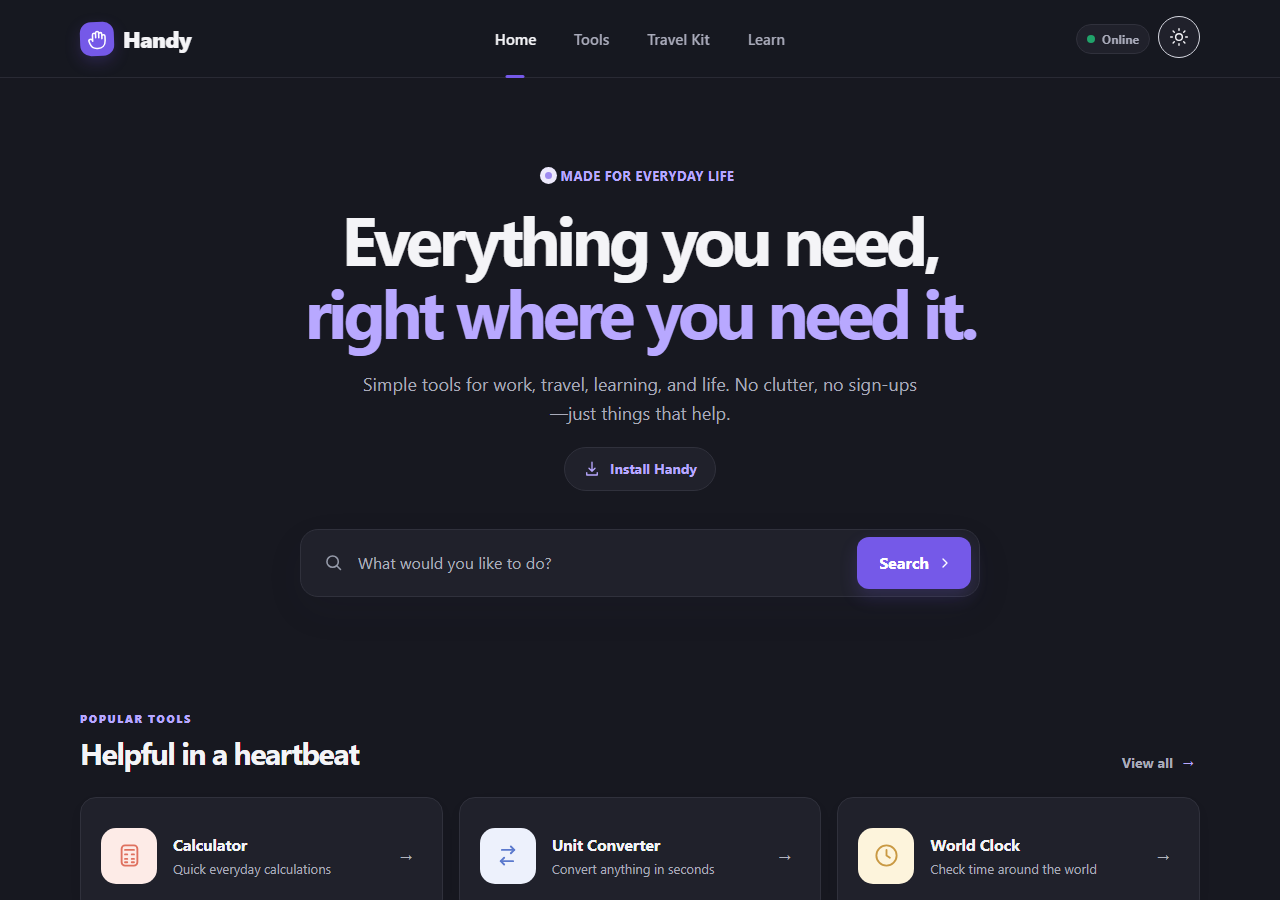 Handy
Home
Tools
Travel Kit
Learn
Online
MADE FOR EVERYDAY LIFE
Everything you need,
right where you need it.
Simple tools for work, travel, learning, and life. No clutter, no sign-ups
—just things that help.
Install Handy
What would you like to do?
Search
POPULAR TOOLS
Helpful in a heartbeat
View all →
Calculator
Quick everyday calculations
→
Unit Converter
Convert anything in seconds
→
World Clock
Check time around the world
→